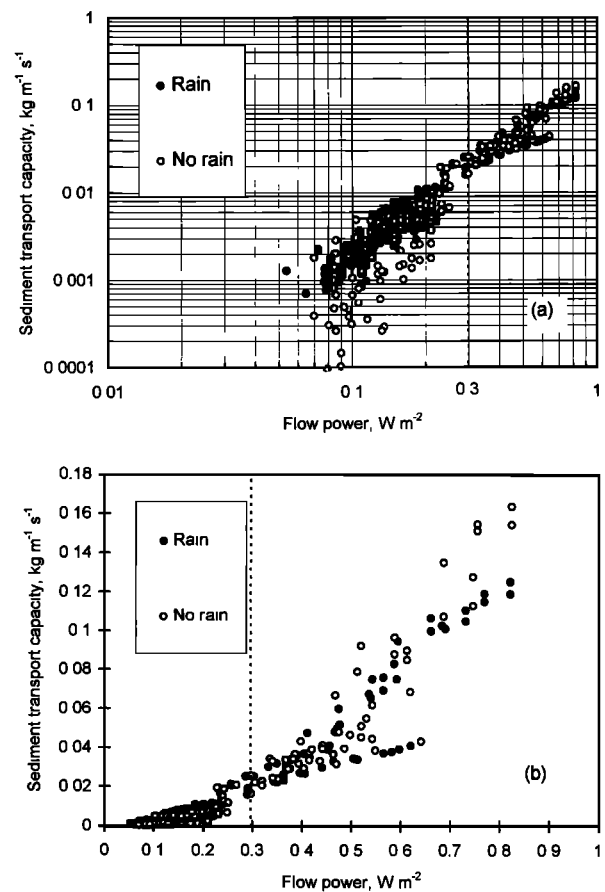 1
0 1
0 01
0 001
0 0001
Sediment transport capacity, kg m⁻¹ s⁻¹
Rain
No rain
(a)
0 01
0 1
0 3
1
Flow power, W m⁻²
0.18
0 16
0 14
0 12
0 1
0 08
0 06
0 04
0 02
0
Sediment transport capacity, kg m⁻¹ s⁻¹
Rain
No rain
(b)
0 0 1 0.2 0 3 0 4 0 5 0 6 0 7 0 8 0 9 1
Flow power, W m⁻²